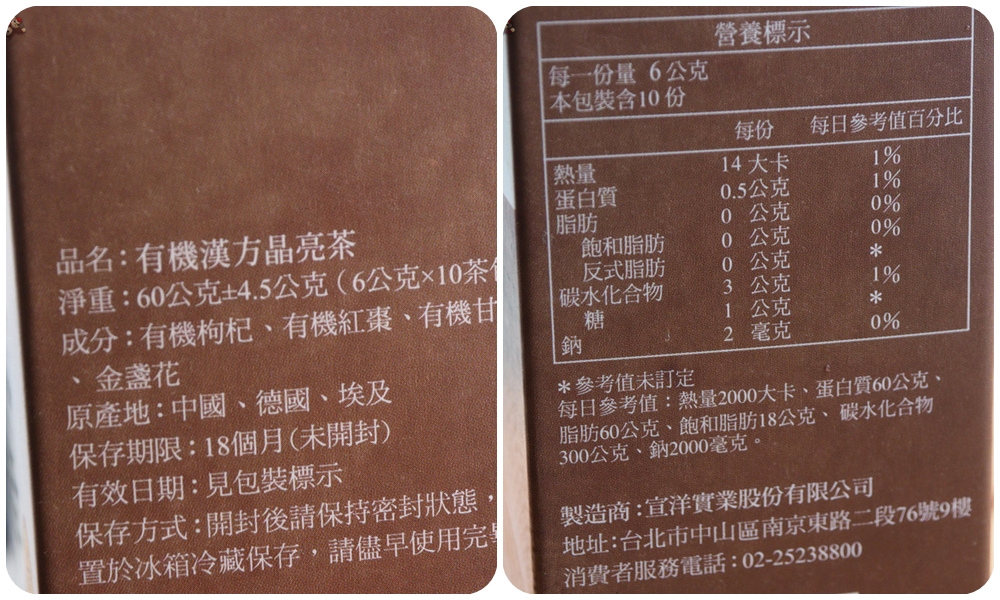 品名：有機漢方晶亮茶
淨重：60公克±4.5公克（6公克×10茶
成分：有機枸杞、有機紅棗、有機甘
、金盞花
原產地：中國、德國、埃及
保存期限：18個月(未開封)
有效日期：見包裝標示
保存方式：開封後請保持密封狀態，
置於冰箱冷藏保存，請儘早使用完
營養標示
每一份量 6公克
本包裝含10份
每份 每日參考值百分比
熱量 14 大卡 1%
蛋白質 0.5公克 1%
脂肪 0 公克 0%
飽和脂肪 0 公克 0%
反式脂肪 0 公克 *
碳水化合物 3 公克 1%
糖 1 公克 *
鈉 2 毫克 0%
*參考值未訂定
每日參考值：熱量2000大卡、蛋白質60公克、
脂肪60公克、飽和脂肪18公克、碳水化合物
300公克、鈉2000毫克。
製造商：宣洋實業股份有限公司
地址：台北市中山區南京東路二段76號9樓
消費者服務電話：02-25238800